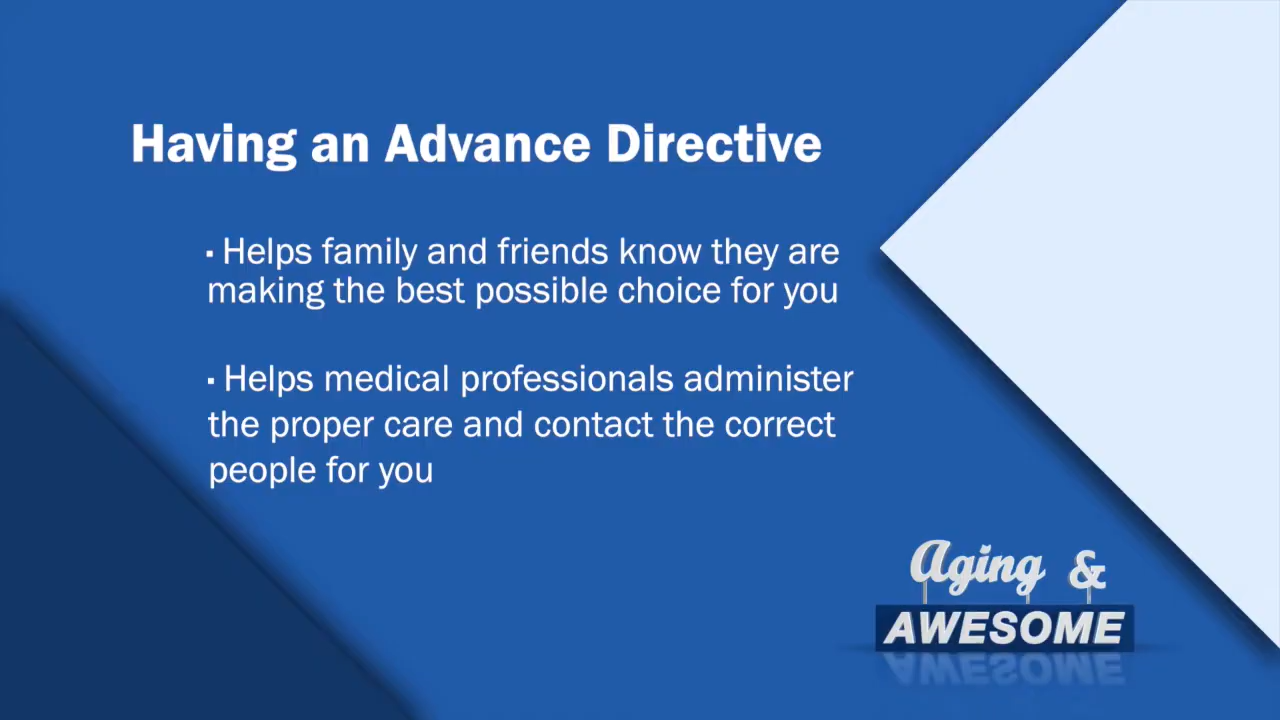 Having an Advance Directive
▪ Helps family and friends know they are
making the best possible choice for you
▪ Helps medical professionals administer
the proper care and contact the correct
people for you
Aging &
AWESOME